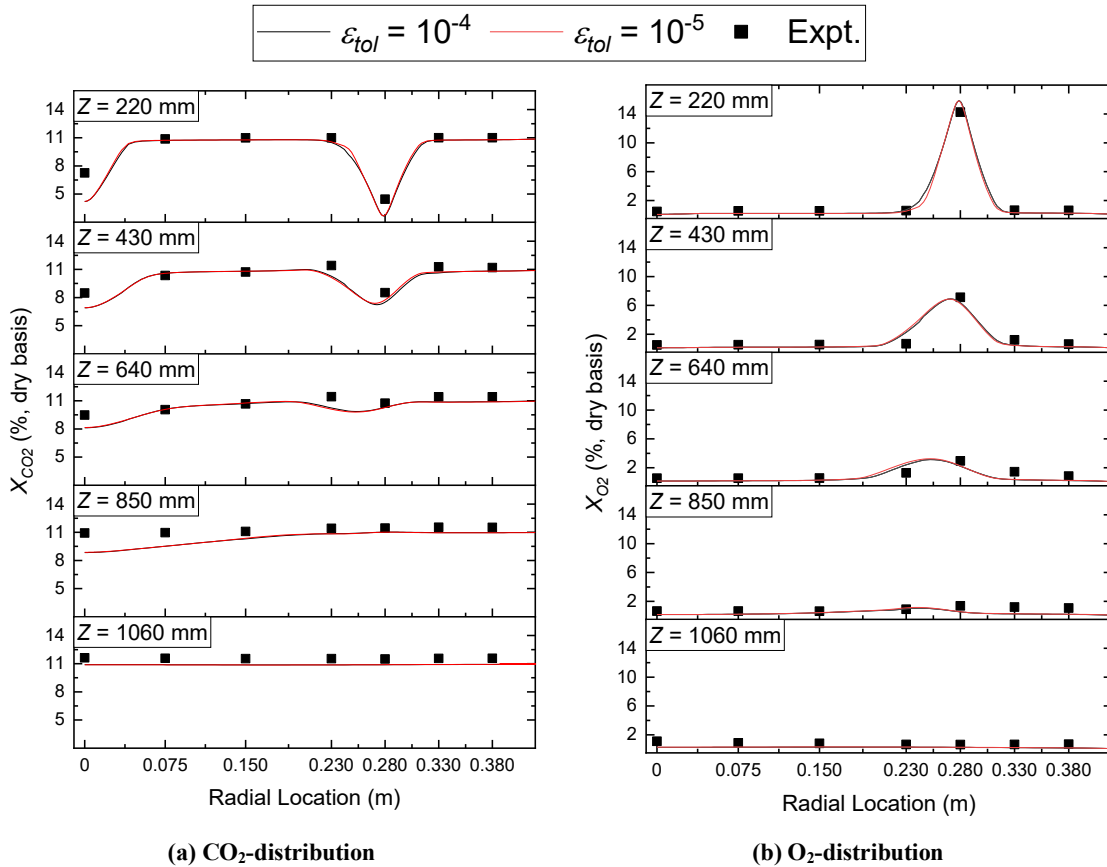 ε_tol = 10⁻⁴ ε_tol = 10⁻⁵ Expt.
Z = 220 mm
11
8
5
Z = 430 mm
11
8
5
Z = 640 mm
11
8
5
Z = 850 mm
11
8
5
Z = 1060 mm
11
8
5
X_CO2 (%, dry basis)
0 0.075 0.150 0.230 0.280 0.330 0.380
Radial Location (m)
(a) CO₂-distribution
Z = 220 mm
14
10
6
2
Z = 430 mm
14
10
6
2
Z = 640 mm
14
10
6
2
Z = 850 mm
14
10
6
2
Z = 1060 mm
14
10
6
2
X_O2 (%, dry basis)
0 0.075 0.150 0.230 0.280 0.330 0.380
Radial Location (m)
(b) O₂-distribution